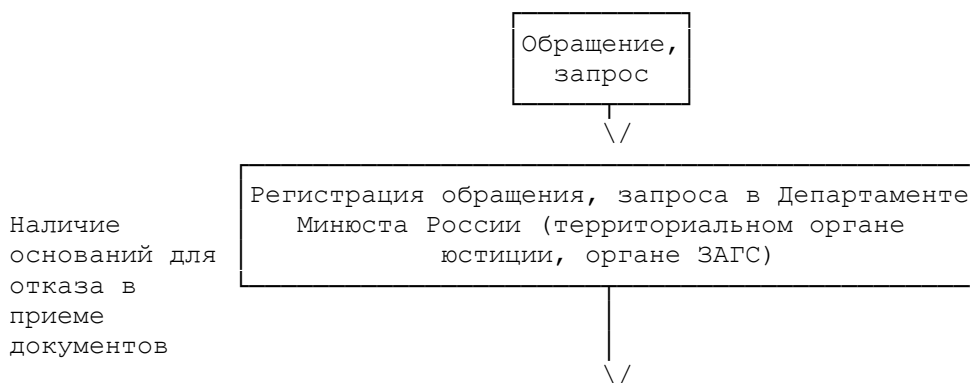 Обращение,
запрос
Регистрация обращения, запроса в Департаменте
Минюста России (территориальном органе
юстиции, органе ЗАГС)
Наличие
оснований для
отказа в
приеме
документов